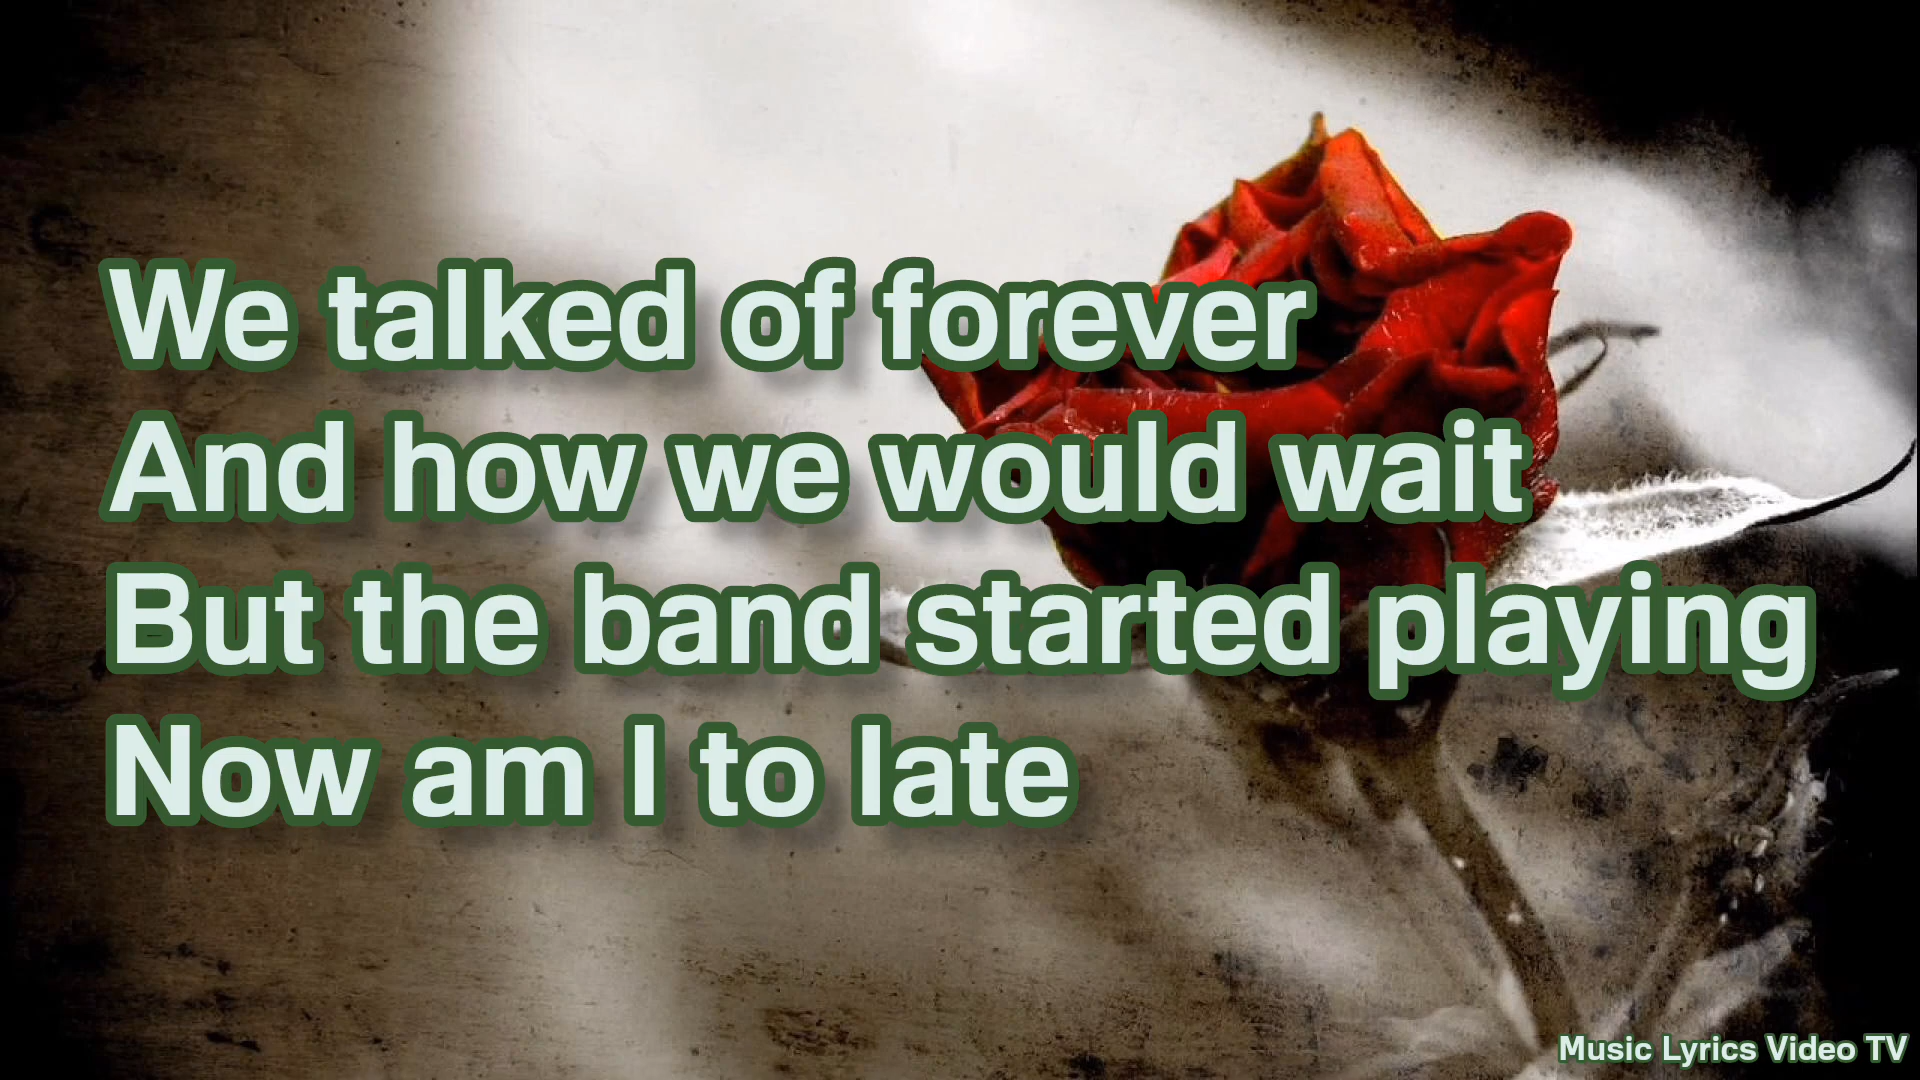 We talked of forever
And how we would wait
But the band started playing
Now am I to late
Music Lyrics Video TV